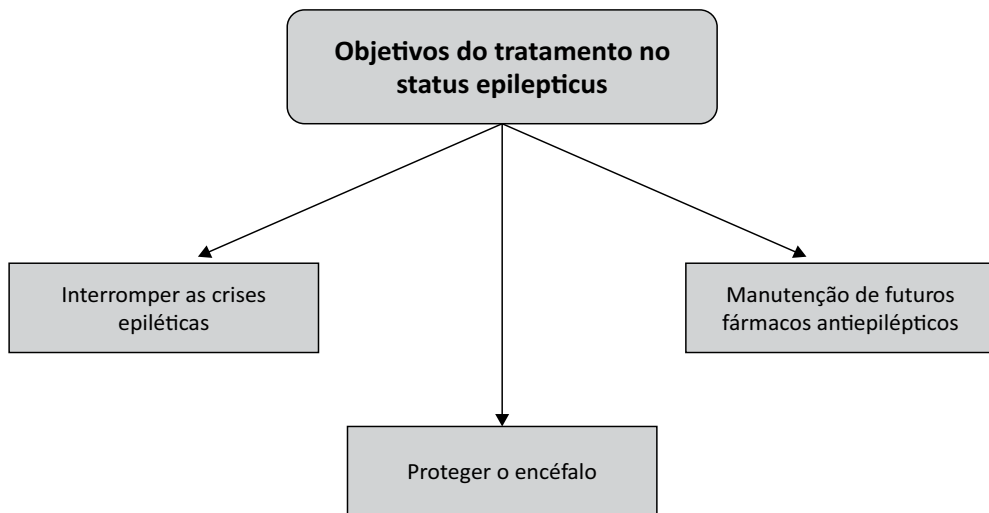 Objetivos do tratamento no
status epilepticus
Interromper as crises
epiléticas
Manutenção de futuros
fármacos antiepilépticos
Proteger o encéfalo